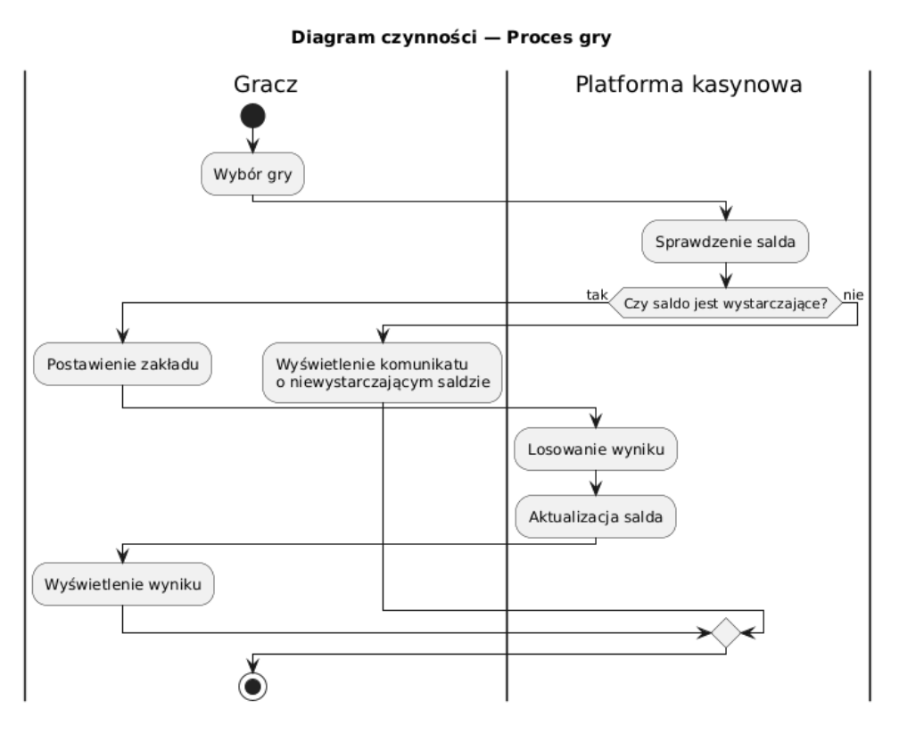 Diagram czynności — Proces gry
Gracz
Platforma kasynowa
Wybór gry
Sprawdzenie salda
tak
Czy saldo jest wystarczające?
nie
Postawienie zakładu
Wyświetlenie komunikatu
o niewystarczającym saldzie
Losowanie wyniku
Aktualizacja salda
Wyświetlenie wyniku